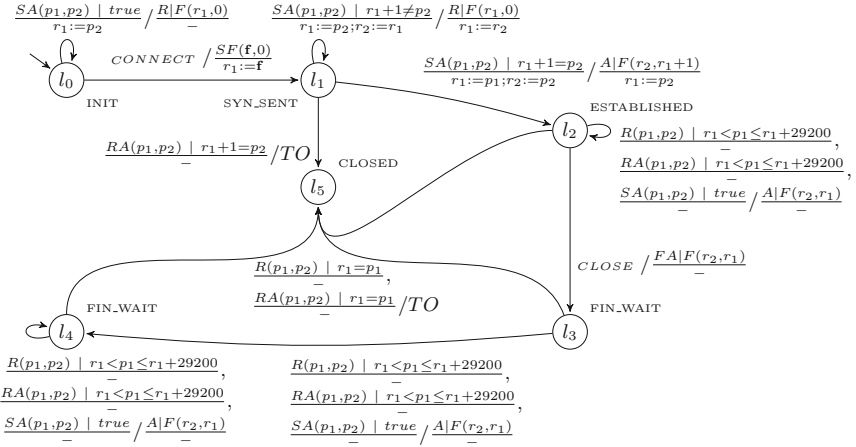 SA(p₁,p₂) | true / R|F(r₁,0)
r₁:=p₂ –
SA(p₁,p₂) | r₁+1≠p₂ / R|F(r₁,0)
r₁:=p₂;r₂:=r₁ r₁:=r₂
CONNECT / SF(f,0)
r₁:=f
l₀
INIT
l₁
SYN_SENT
SA(p₁,p₂) | r₁+1=p₂ / A|F(r₂,r₁+1)
r₁:=p₁;r₂:=p₂ r₁:=p₂
ESTABLISHED
l₂
R(p₁,p₂) | r₁<p₁≤r₁+29200
– ,
RA(p₁,p₂) | r₁<p₁≤r₁+29200
– ,
SA(p₁,p₂) | true / A|F(r₂,r₁)
– –
RA(p₁,p₂) | r₁+1=p₂ /TO
–
CLOSED
l₅
CLOSE / FA|F(r₂,r₁)
–
R(p₁,p₂) | r₁=p₁
– ,
RA(p₁,p₂) | r₁=p₁ /TO
–
FIN_WAIT
l₄
FIN_WAIT
l₃
R(p₁,p₂) | r₁<p₁≤r₁+29200
– ,
RA(p₁,p₂) | r₁<p₁≤r₁+29200
– ,
SA(p₁,p₂) | true / A|F(r₂,r₁)
– –
R(p₁,p₂) | r₁<p₁≤r₁+29200
– ,
RA(p₁,p₂) | r₁<p₁≤r₁+29200
– ,
SA(p₁,p₂) | true / A|F(r₂,r₁)
– –